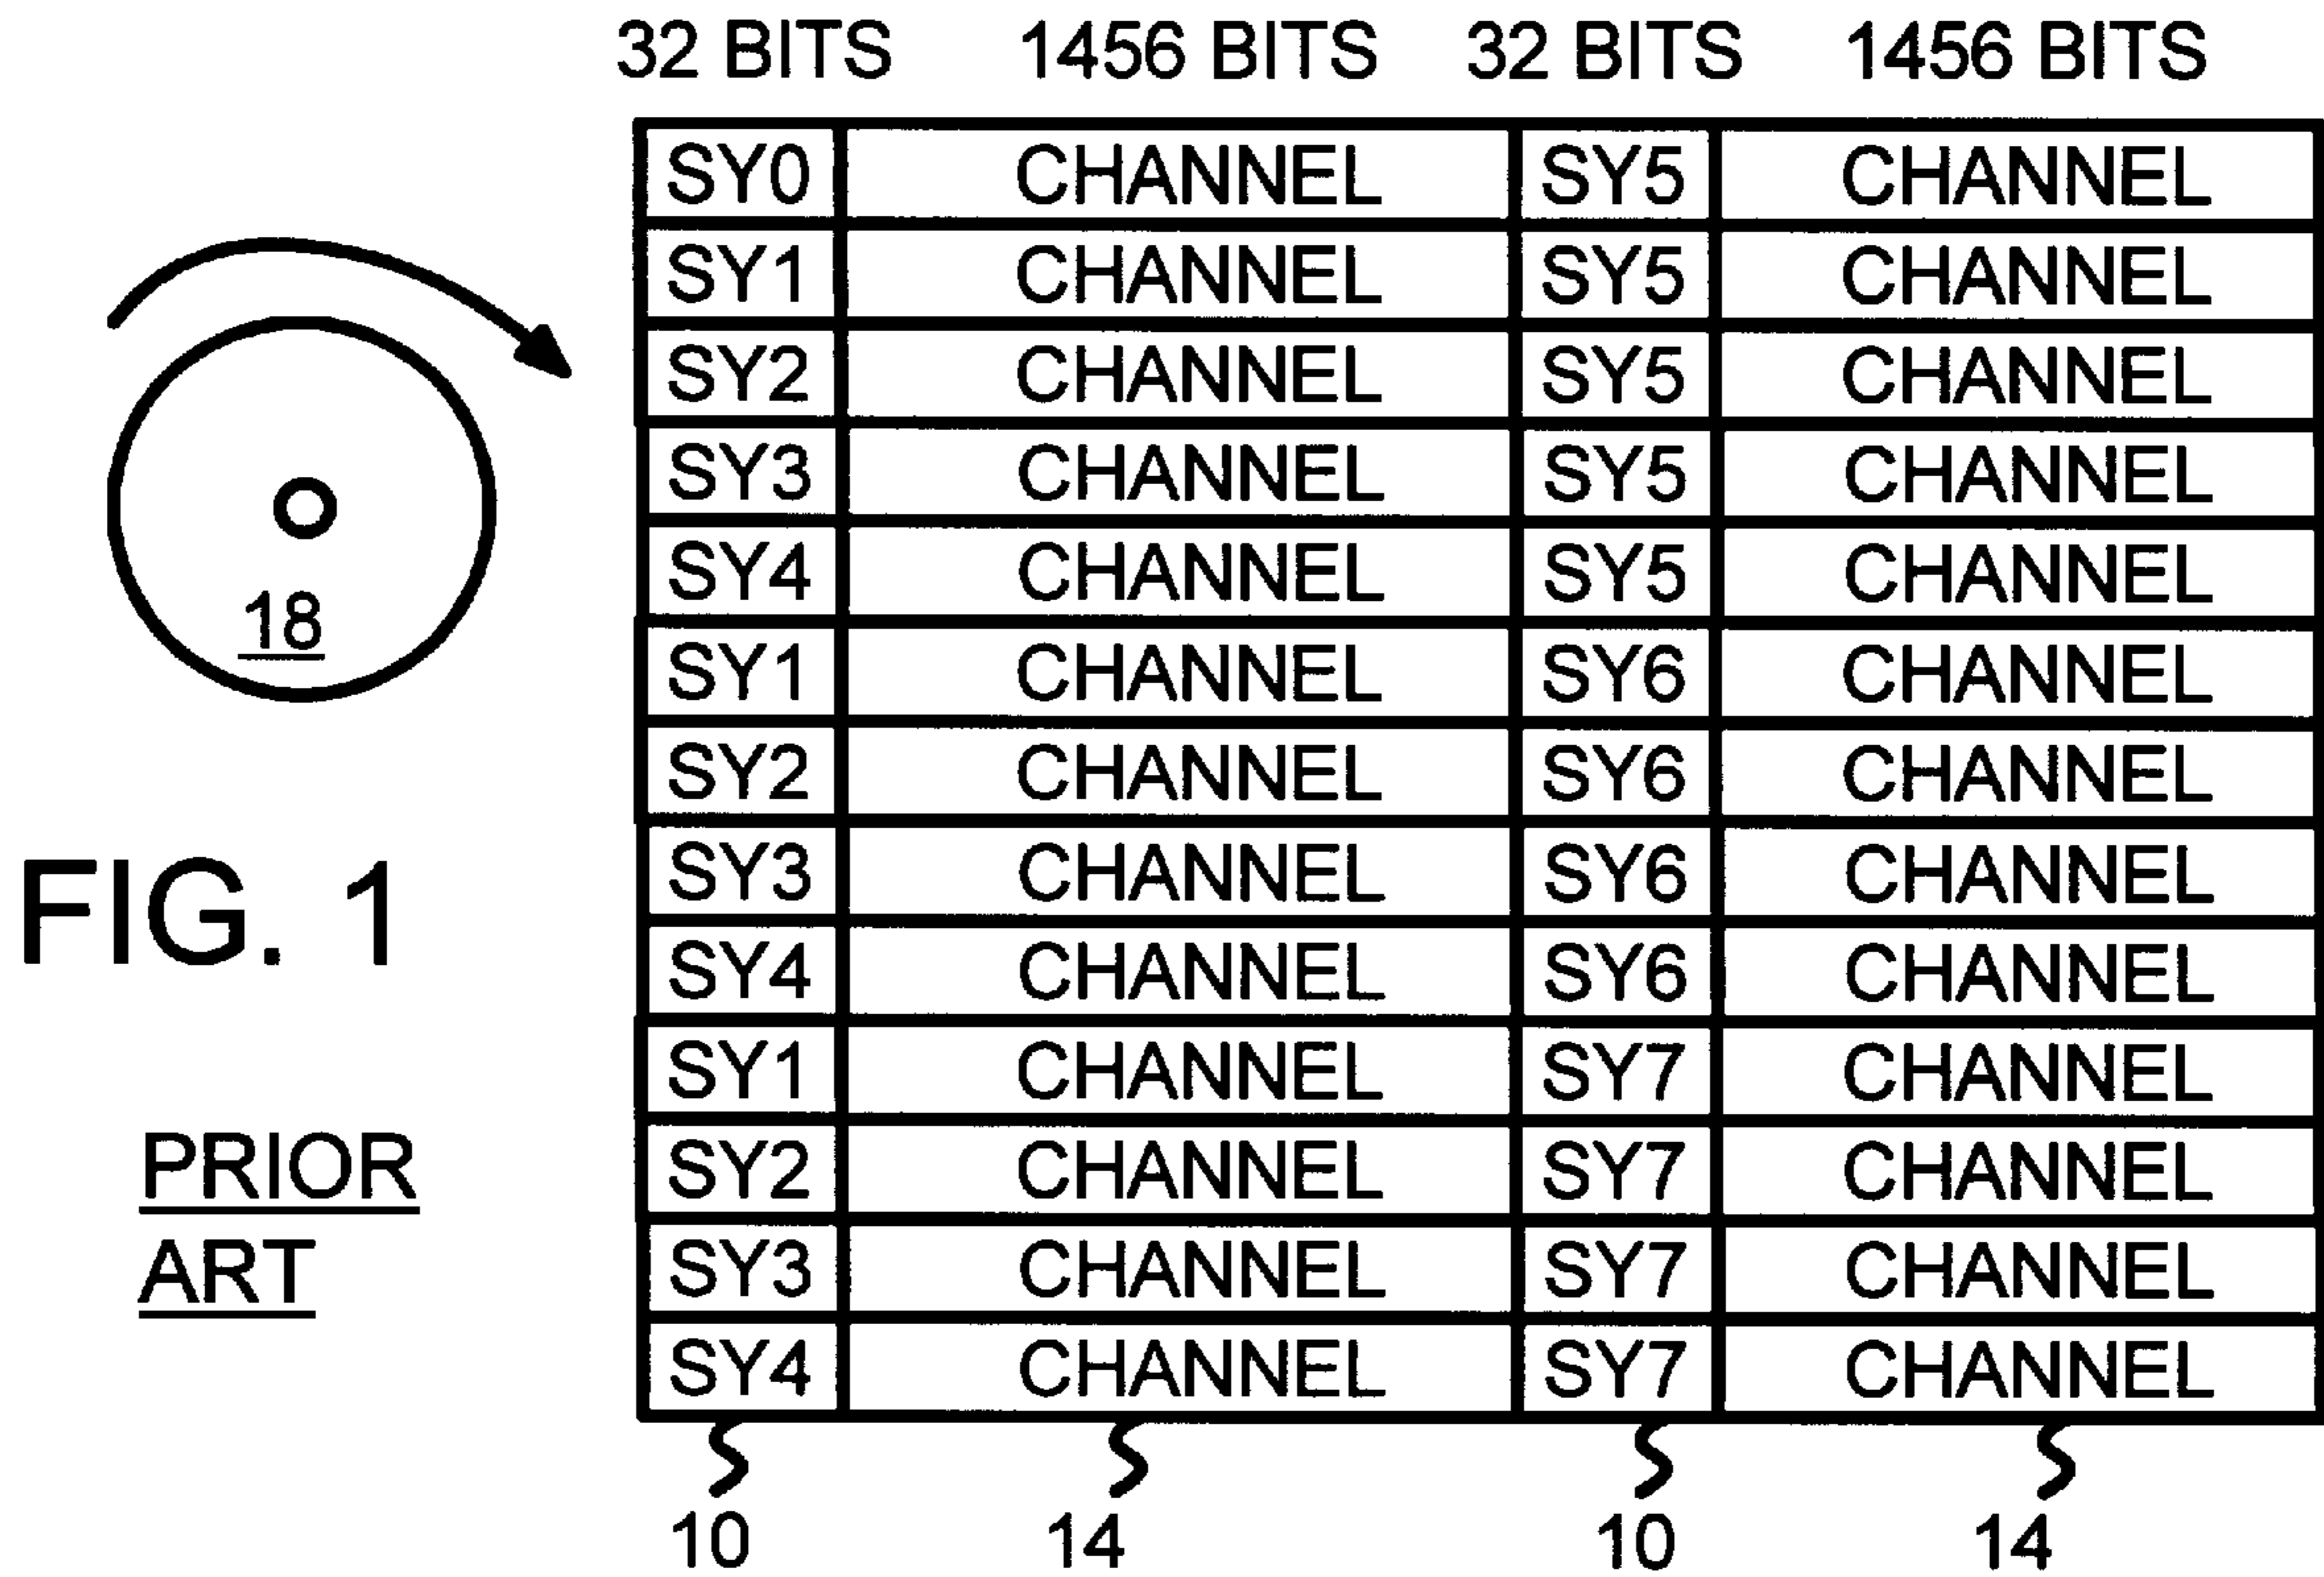 32 BITS 1456 BITS 32 BITS 1456 BITS
SY0 CHANNEL SY5 CHANNEL
SY1 CHANNEL SY5 CHANNEL
SY2 CHANNEL SY5 CHANNEL
SY3 CHANNEL SY5 CHANNEL
SY4 CHANNEL SY5 CHANNEL
SY1 CHANNEL SY6 CHANNEL
SY2 CHANNEL SY6 CHANNEL
SY3 CHANNEL SY6 CHANNEL
SY4 CHANNEL SY6 CHANNEL
SY1 CHANNEL SY7 CHANNEL
SY2 CHANNEL SY7 CHANNEL
SY3 CHANNEL SY7 CHANNEL
SY4 CHANNEL SY7 CHANNEL
10 14 10 14
18
FIG. 1
PRIOR
ART